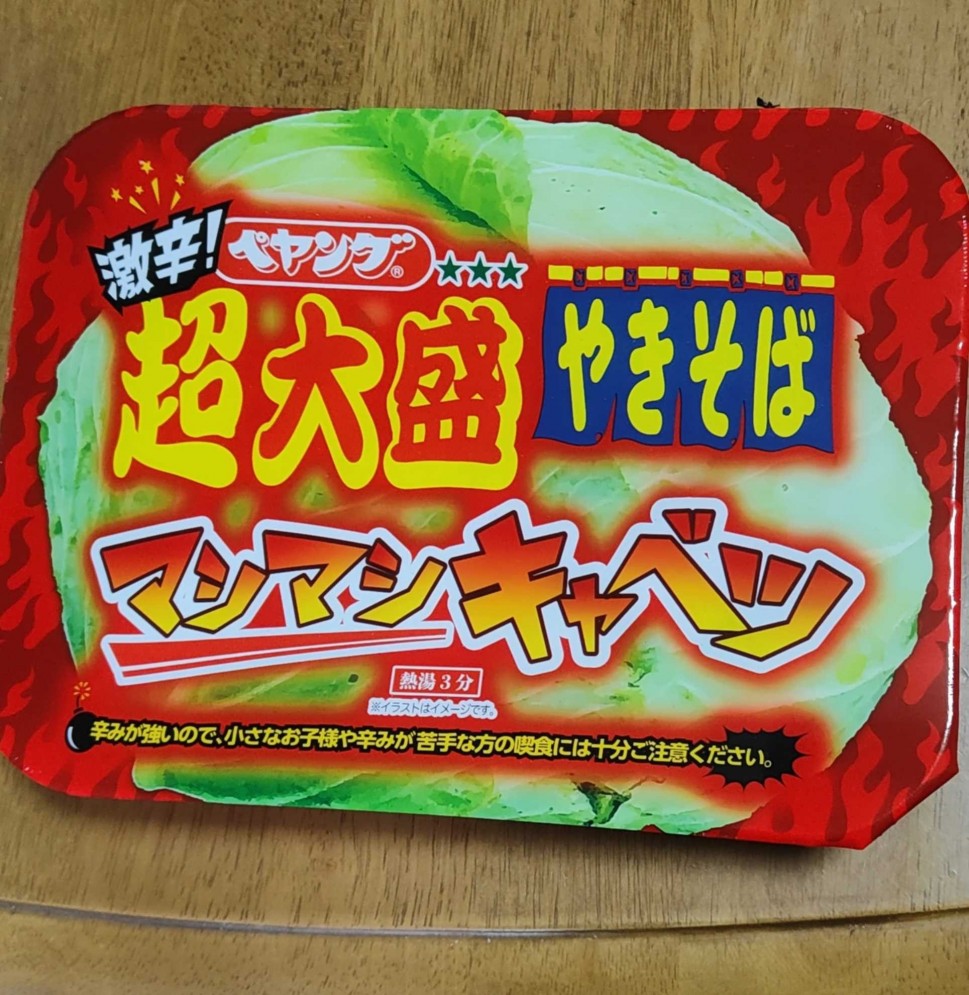 激辛!
ペヤング®
★★★
超大盛
やきそば
マシマシキャベツ
熱湯3分
※イラストはイメージです。
辛みが強いので、小さなお子様や辛みが苦手な方の喫食には十分ご注意ください。